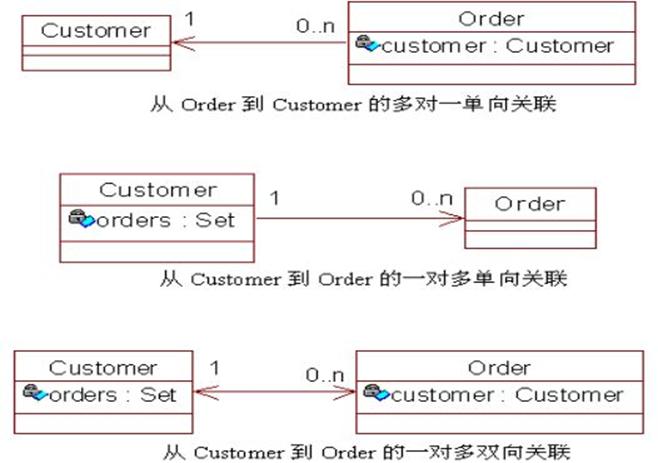 Customer 1 0..n Order
customer : Customer
从 Order 到 Customer 的多对一单向关联
Customer 1 0..n Order
orders : Set
从 Customer 到 Order 的一对多单向关联
Customer 1 0..n Order
orders : Set customer : Customer
从 Customer 到 Order 的一对多双向关联